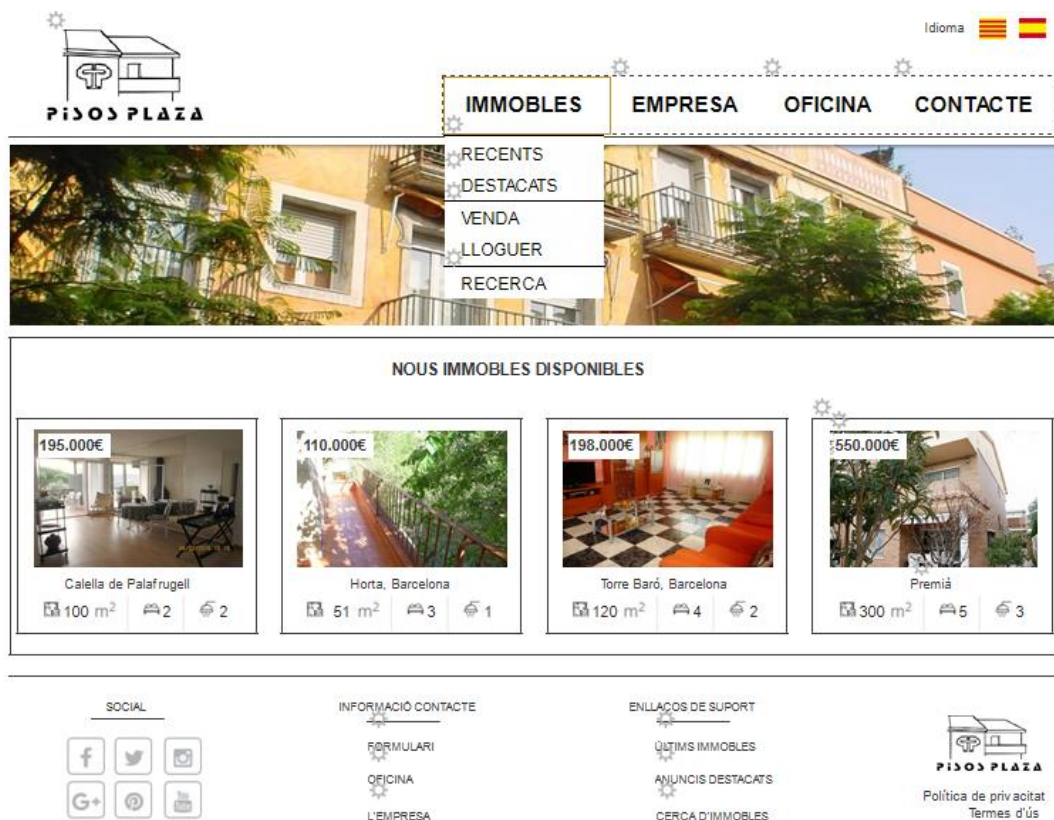 Idioma
PISOS PLAZA
IMMOBLES EMPRESA OFICINA CONTACTE
RECENTS
DESTACATS
VENDA
LLOGUER
RECERCA
NOUS IMMOBLES DISPONIBLES
195.000€ 110.000€ 198.000€ 550.000€
Calella de Palafrugell Horta, Barcelona Torre Baró, Barcelona Premià
100 m² 2 2 51 m² 3 1 120 m² 4 2 300 m² 5 3
SOCIAL INFORMACIÓ CONTACTE ENLLAÇOS DE SUPORT
FORMULARI ÚLTIMS IMMOBLES
PISOS PLAZA
OFICINA ANUNCIS DESTACATS
Política de privacitat
G+ You Tube
L'EMPRESA CERCA D'IMMOBLES Termes d'ús